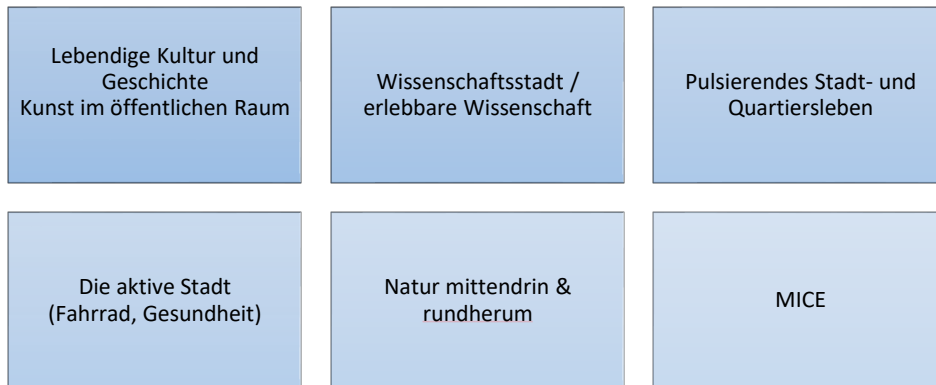 Lebendige Kultur und
Geschichte
Kunst im öffentlichen Raum
Wissenschaftsstadt /
erlebbare Wissenschaft
Pulsierendes Stadt- und
Quartiersleben
Die aktive Stadt
(Fahrrad, Gesundheit)
Natur mittendrin &
rundherum
MICE